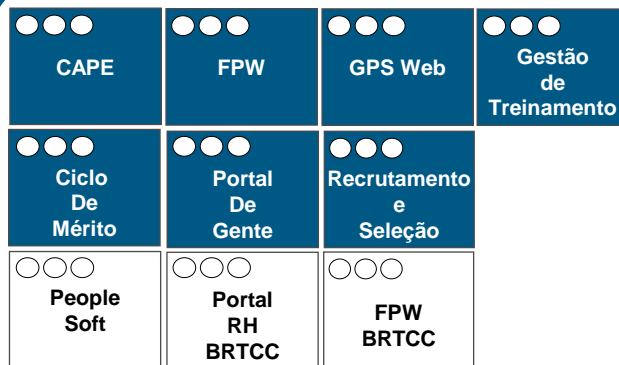 CAPE
FPW
GPS Web
Gestão
de
Treinamento
Ciclo
De
Mérito
Portal
De
Gente
Recrutamento
e
Seleção
People
Soft
Portal
RH
BRTCC
FPW
BRTCC